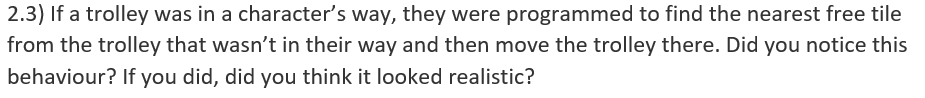 2.3) If a trolley was in a character’s way, they were programmed to find the nearest free tile
from the trolley that wasn’t in their way and then move the trolley there. Did you notice this
behaviour? If you did, did you think it looked realistic?